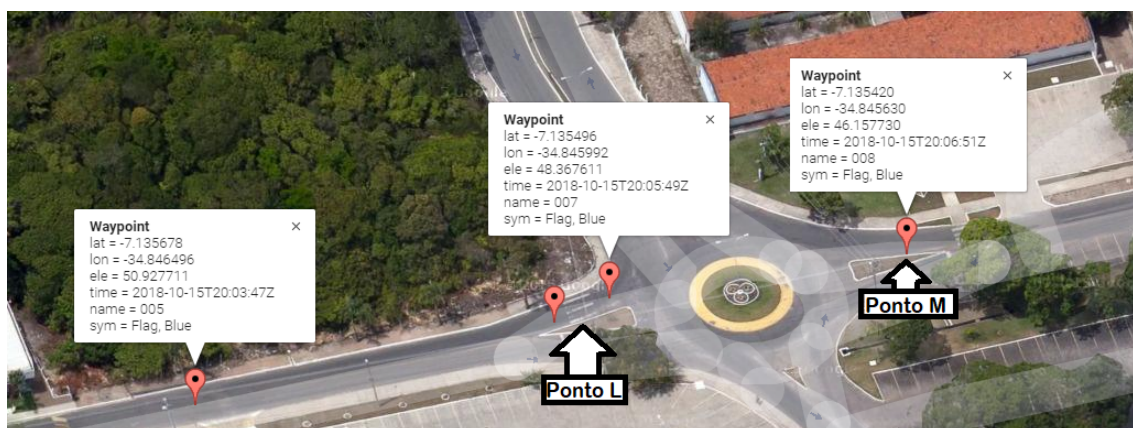 Waypoint
lat = -7.135678
lon = -34.846496
ele = 50.927711
time = 2018-10-15T20:03:47Z
name = 005
sym = Flag, Blue
Waypoint
lat = -7.135496
lon = -34.845992
ele = 48.367611
time = 2018-10-15T20:05:49Z
name = 007
sym = Flag, Blue
Waypoint
lat = -7.135420
lon = -34.845630
ele = 46.157730
time = 2018-10-15T20:06:51Z
name = 008
sym = Flag, Blue
Ponto L
Ponto M